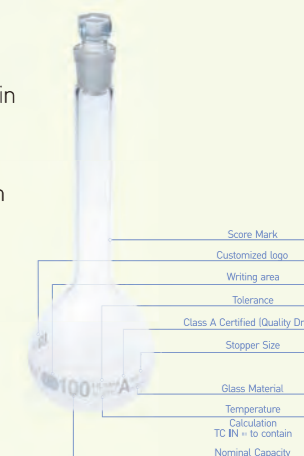 in
n
Score Mark
Customized logo
Writing area
Tolerance
Class A Certified (Quality Dr
Stopper Size
Glass Material
Temperature
Calculation
TC IN = to contain
Nominal Capacity
100
A